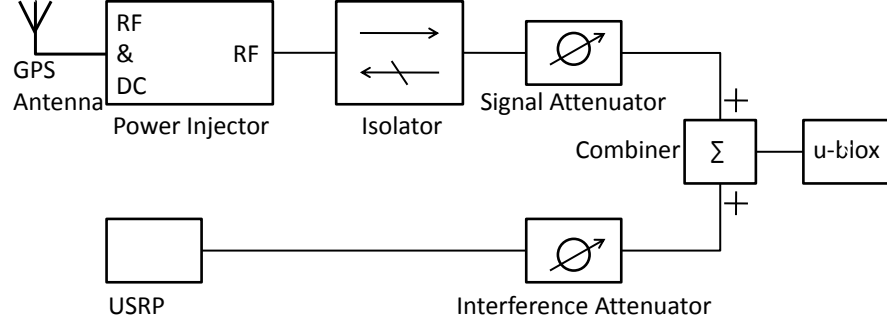 RF
&
DC
RF
GPS
Antenna
Power Injector
Isolator
Signal Attenuator
+
Combiner
Σ
u-blox
+
USRP
Interference Attenuator